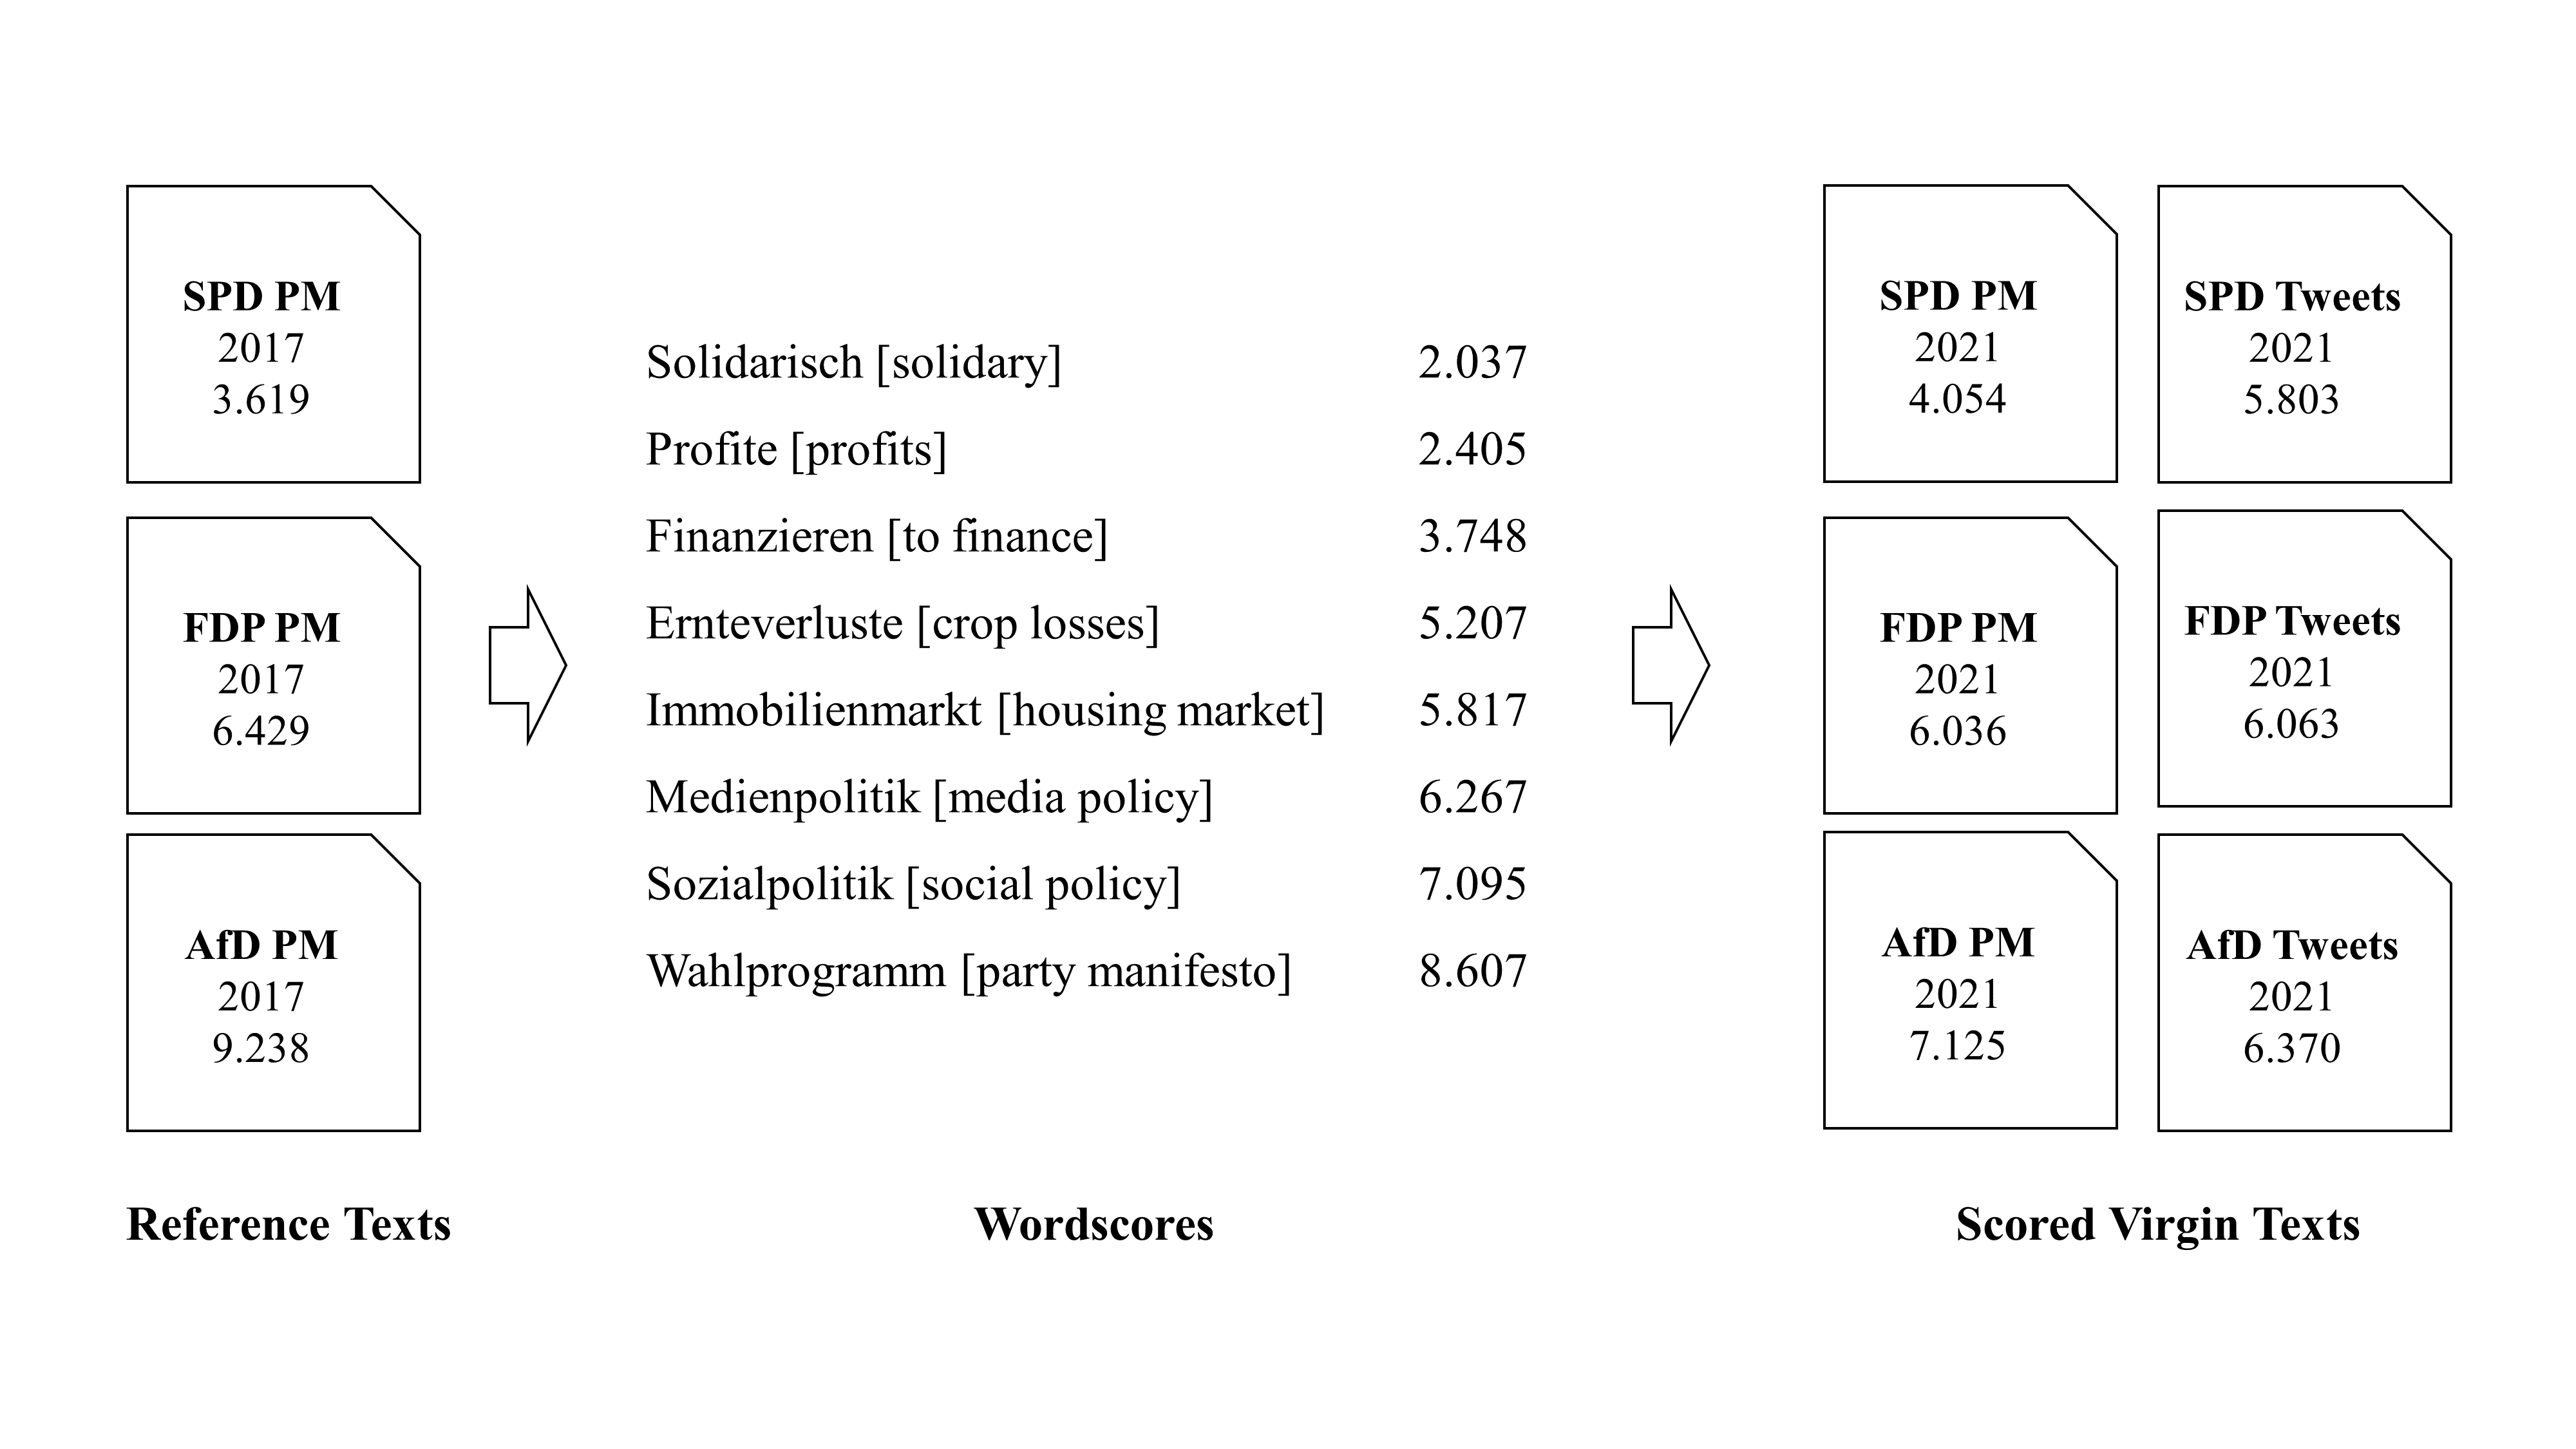 SPD PM
2017
3.619
FDP PM
2017
6.429
AfD PM
2017
9.238
Reference Texts
Solidarisch [solidary] 2.037
Profite [profits] 2.405
Finanzieren [to finance] 3.748
Ernteverluste [crop losses] 5.207
Immobilienmarkt [housing market] 5.817
Medienpolitik [media policy] 6.267
Sozialpolitik [social policy] 7.095
Wahlprogramm [party manifesto] 8.607
Wordscores
SPD PM
2021
4.054
SPD Tweets
2021
5.803
FDP PM
2021
6.036
FDP Tweets
2021
6.063
AfD PM
2021
7.125
AfD Tweets
2021
6.370
Scored Virgin Texts